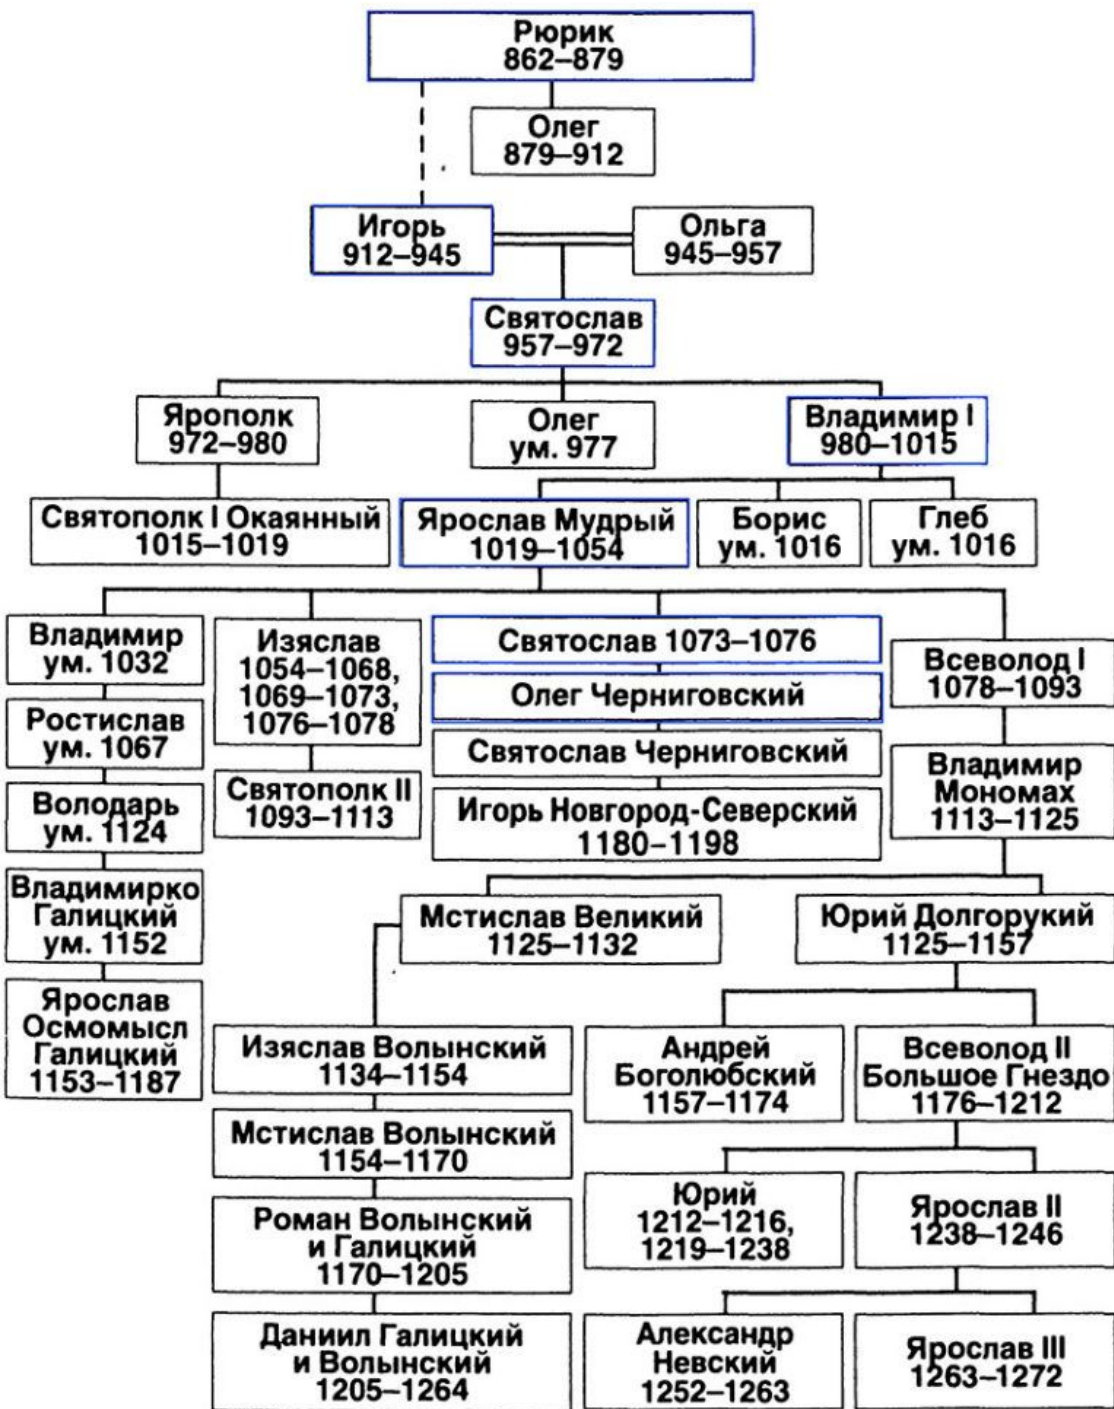 Рюрик
862–879
Олег
879–912
Игорь
912–945
Ольга
945–957
Святослав
957–972
Ярополк
972–980
Олег
ум. 977
Владимир I
980–1015
Святополк I Окаянный
1015–1019
Ярослав Мудрый
1019–1054
Борис
ум. 1016
Глеб
ум. 1016
Владимир
ум. 1032
Изяслав
1054–1068,
1069–1073,
1076–1078
Святослав 1073–1076
Всеволод I
1078–1093
Олег Черниговский
Ростислав
ум. 1067
Святослав Черниговский
Владимир
Мономах
1113–1125
Святополк II
1093–1113
Володарь
ум. 1124
Игорь Новгород-Северский
1180–1198
Владимирко
Галицкий
ум. 1152
Мстислав Великий
1125–1132
Юрий Долгорукий
1125–1157
Ярослав
Осмомысл
Галицкий
1153–1187
Изяслав Волынский
1134–1154
Андрей
Боголюбский
1157–1174
Всеволод II
Большое Гнездо
1176–1212
Мстислав Волынский
1154–1170
Юрий
1212–1216,
1219–1238
Ярослав II
1238–1246
Роман Волынский
и Галицкий
1170–1205
Даниил Галицкий
и Волынский
1205–1264
Александр
Невский
1252–1263
Ярослав III
1263–1272